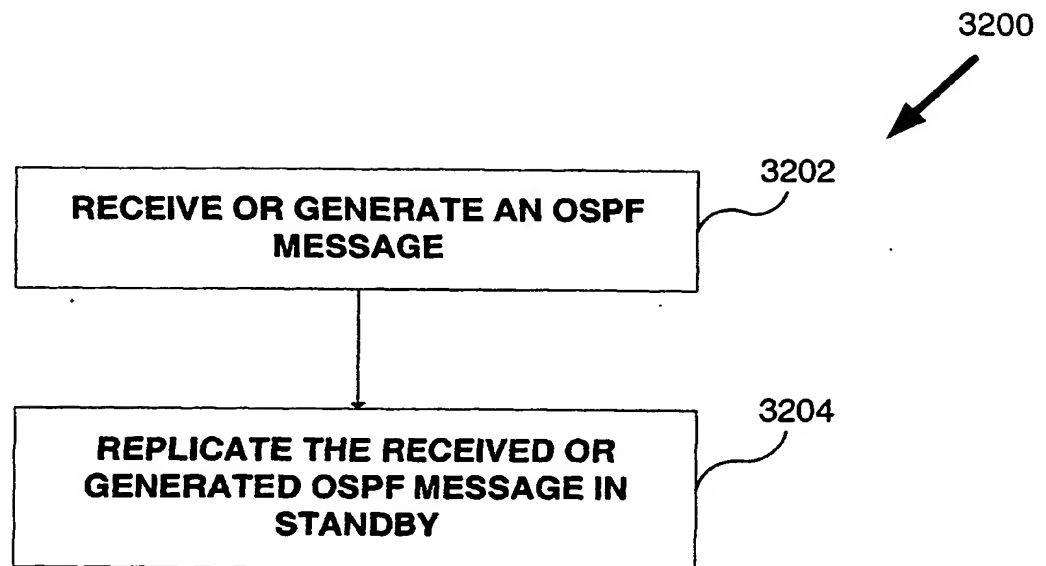 3200
3202
RECEIVE OR GENERATE AN OSPF
MESSAGE
3204
REPLICATE THE RECEIVED OR
GENERATED OSPF MESSAGE IN
STANDBY